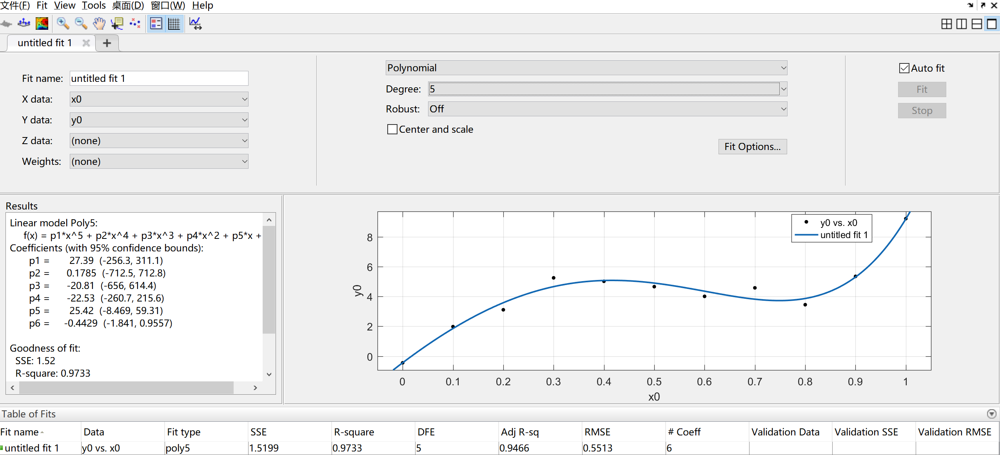 文件(F) Fit View Tools 桌面(D) 窗口(W) Help
untitled fit 1
Fit name: untitled fit 1
X data: x0
Y data: y0
Z data: (none)
Weights: (none)
Polynomial
Degree: 5
Robust: Off
Center and scale
Fit Options...
Auto fit
Fit
Stop
Results
Linear model Poly5:
f(x) = p1*x^5 + p2*x^4 + p3*x^3 + p4*x^2 + p5*x +
Coefficients (with 95% confidence bounds):
p1 = 27.39 (-256.3, 311.1)
p2 = 0.1785 (-712.5, 712.8)
p3 = -20.81 (-656, 614.4)
p4 = -22.53 (-260.7, 215.6)
p5 = 25.42 (-8.469, 59.31)
p6 = -0.4429 (-1.841, 0.9557)
Goodness of fit:
SSE: 1.52
R-square: 0.9733
y0 vs. x0
untitled fit 1
8
6
4
2
0
y0
0 0.1 0.2 0.3 0.4 0.5 0.6 0.7 0.8 0.9 1
x0
Table of Fits
Fit name Data Fit type SSE R-square DFE Adj R-sq RMSE # Coeff Validation Data Validation SSE Validation RMSE
untitled fit 1 y0 vs. x0 poly5 1.5199 0.9733 5 0.9466 0.5513 6